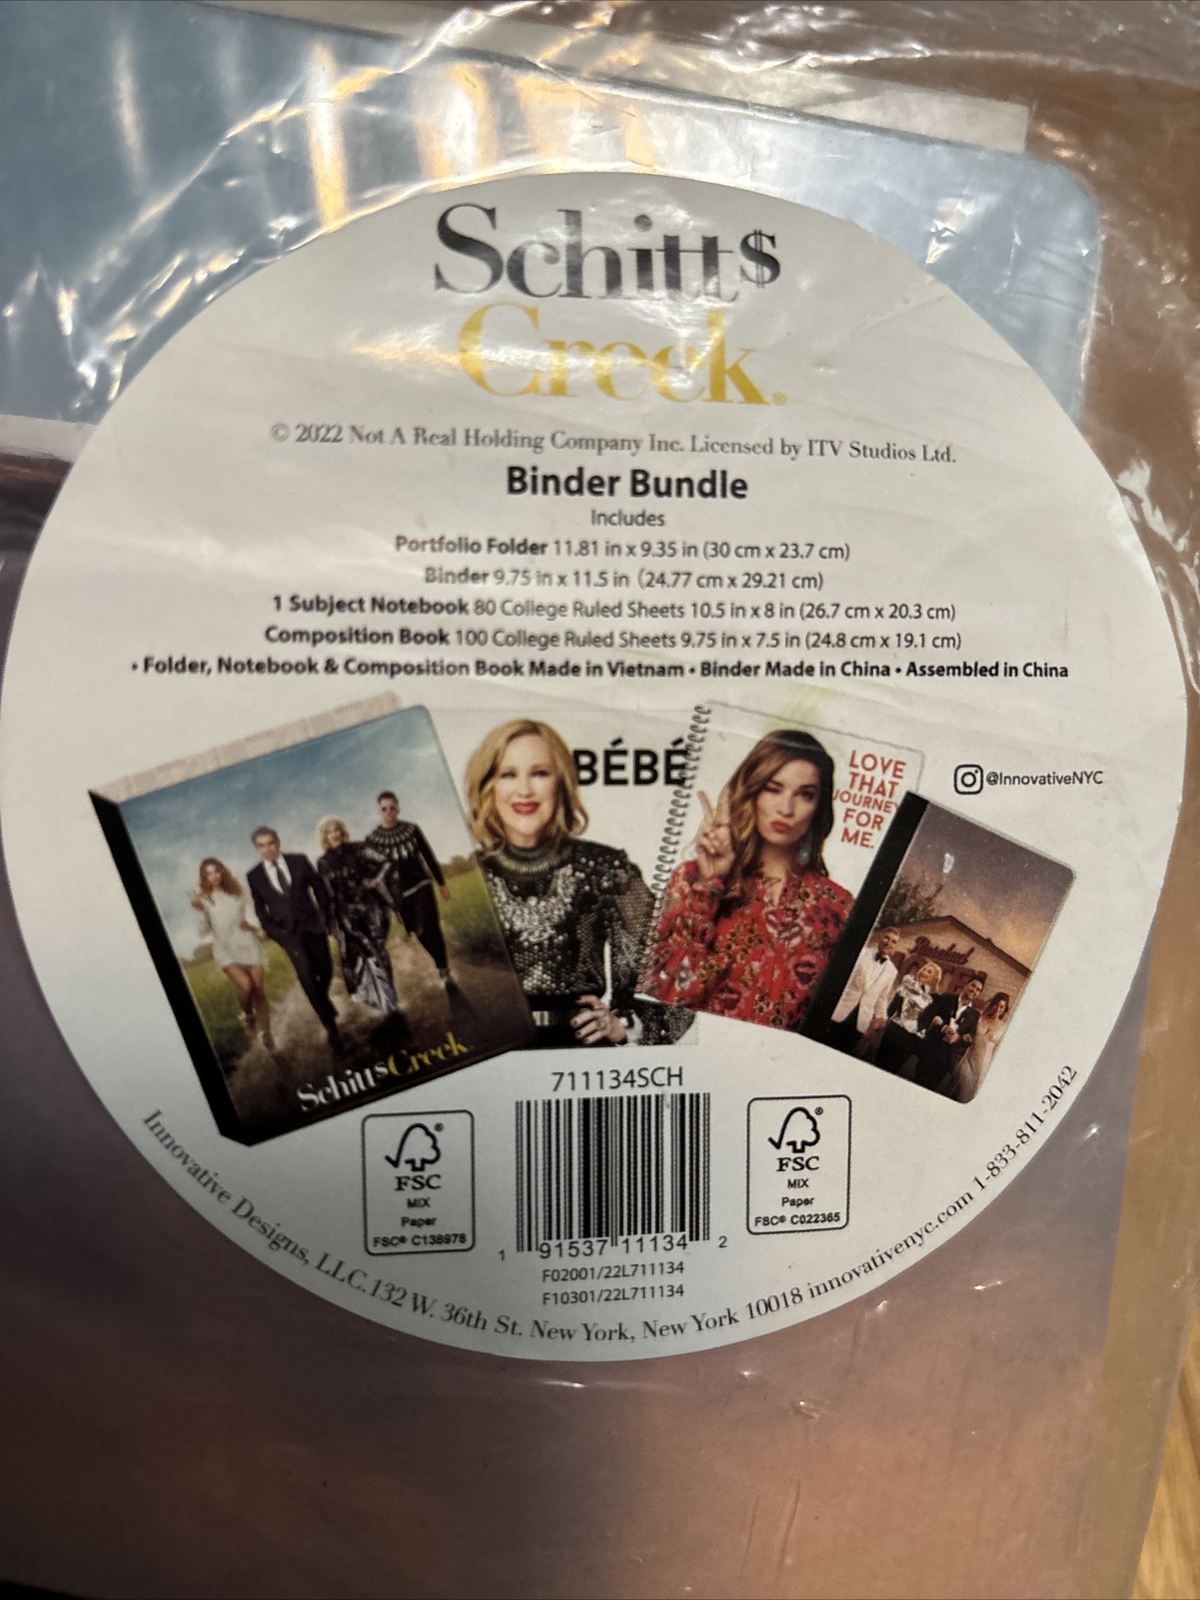 Schitt$
Creek®
© 2022 Not A Real Holding Company Inc. Licensed by ITV Studios Ltd.
Binder Bundle
Includes
Portfolio Folder 11.81 in x 9.35 in (30 cm x 23.7 cm)
Binder 9.75 in x 11.5 in (24.77 cm x 29.21 cm)
1 Subject Notebook 80 College Ruled Sheets 10.5 in x 8 in (26.7 cm x 20.3 cm)
Composition Book 100 College Ruled Sheets 9.75 in x 7.5 in (24.8 cm x 19.1 cm)
• Folder, Notebook & Composition Book Made in Vietnam • Binder Made in China • Assembled in China
BÉBÉ
LOVE
THAT
JOURNEY
FOR
ME.
@InnovativeNYC
Schitt$Creek
711134SCH
FSC®
MIX
Paper
FSC® C138978
FSC®
MIX
Paper
FSC® C022365
1 91537 11134 2
F02001/22L711134
F10301/22L711134
Innovative Designs, LLC. 132 W. 36th St. New York, New York 10018 innovativenyc.com 1-833-811-2042